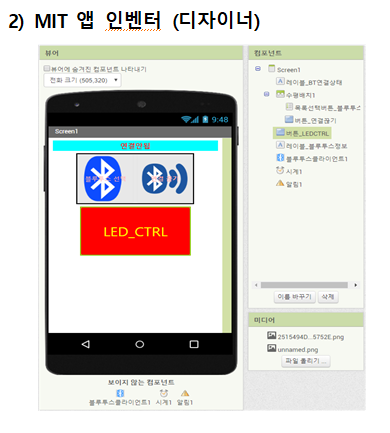 2) MIT 앱 인벤터 (디자이너)
뷰어
뷰어에 숨겨진 컴포넌트 나타내기
전화 크기 (505,320)
9:48
Screen1
연결안됨
LED_CTRL
보이지 않는 컴포넌트
블루투스클라이언트1 시계1 알림1
컴포넌트
Screen1
레이블_BT연결상태
수평배치1
목록선택버튼_블루투스
버튼_연결끊기
버튼_LEDCTRL
레이블_블루투스정보
블루투스클라이언트1
시계1
알림1
이름 바꾸기 삭제
미디어
2515494D...5752E.png
unnamed.png
파일 올리기 ...